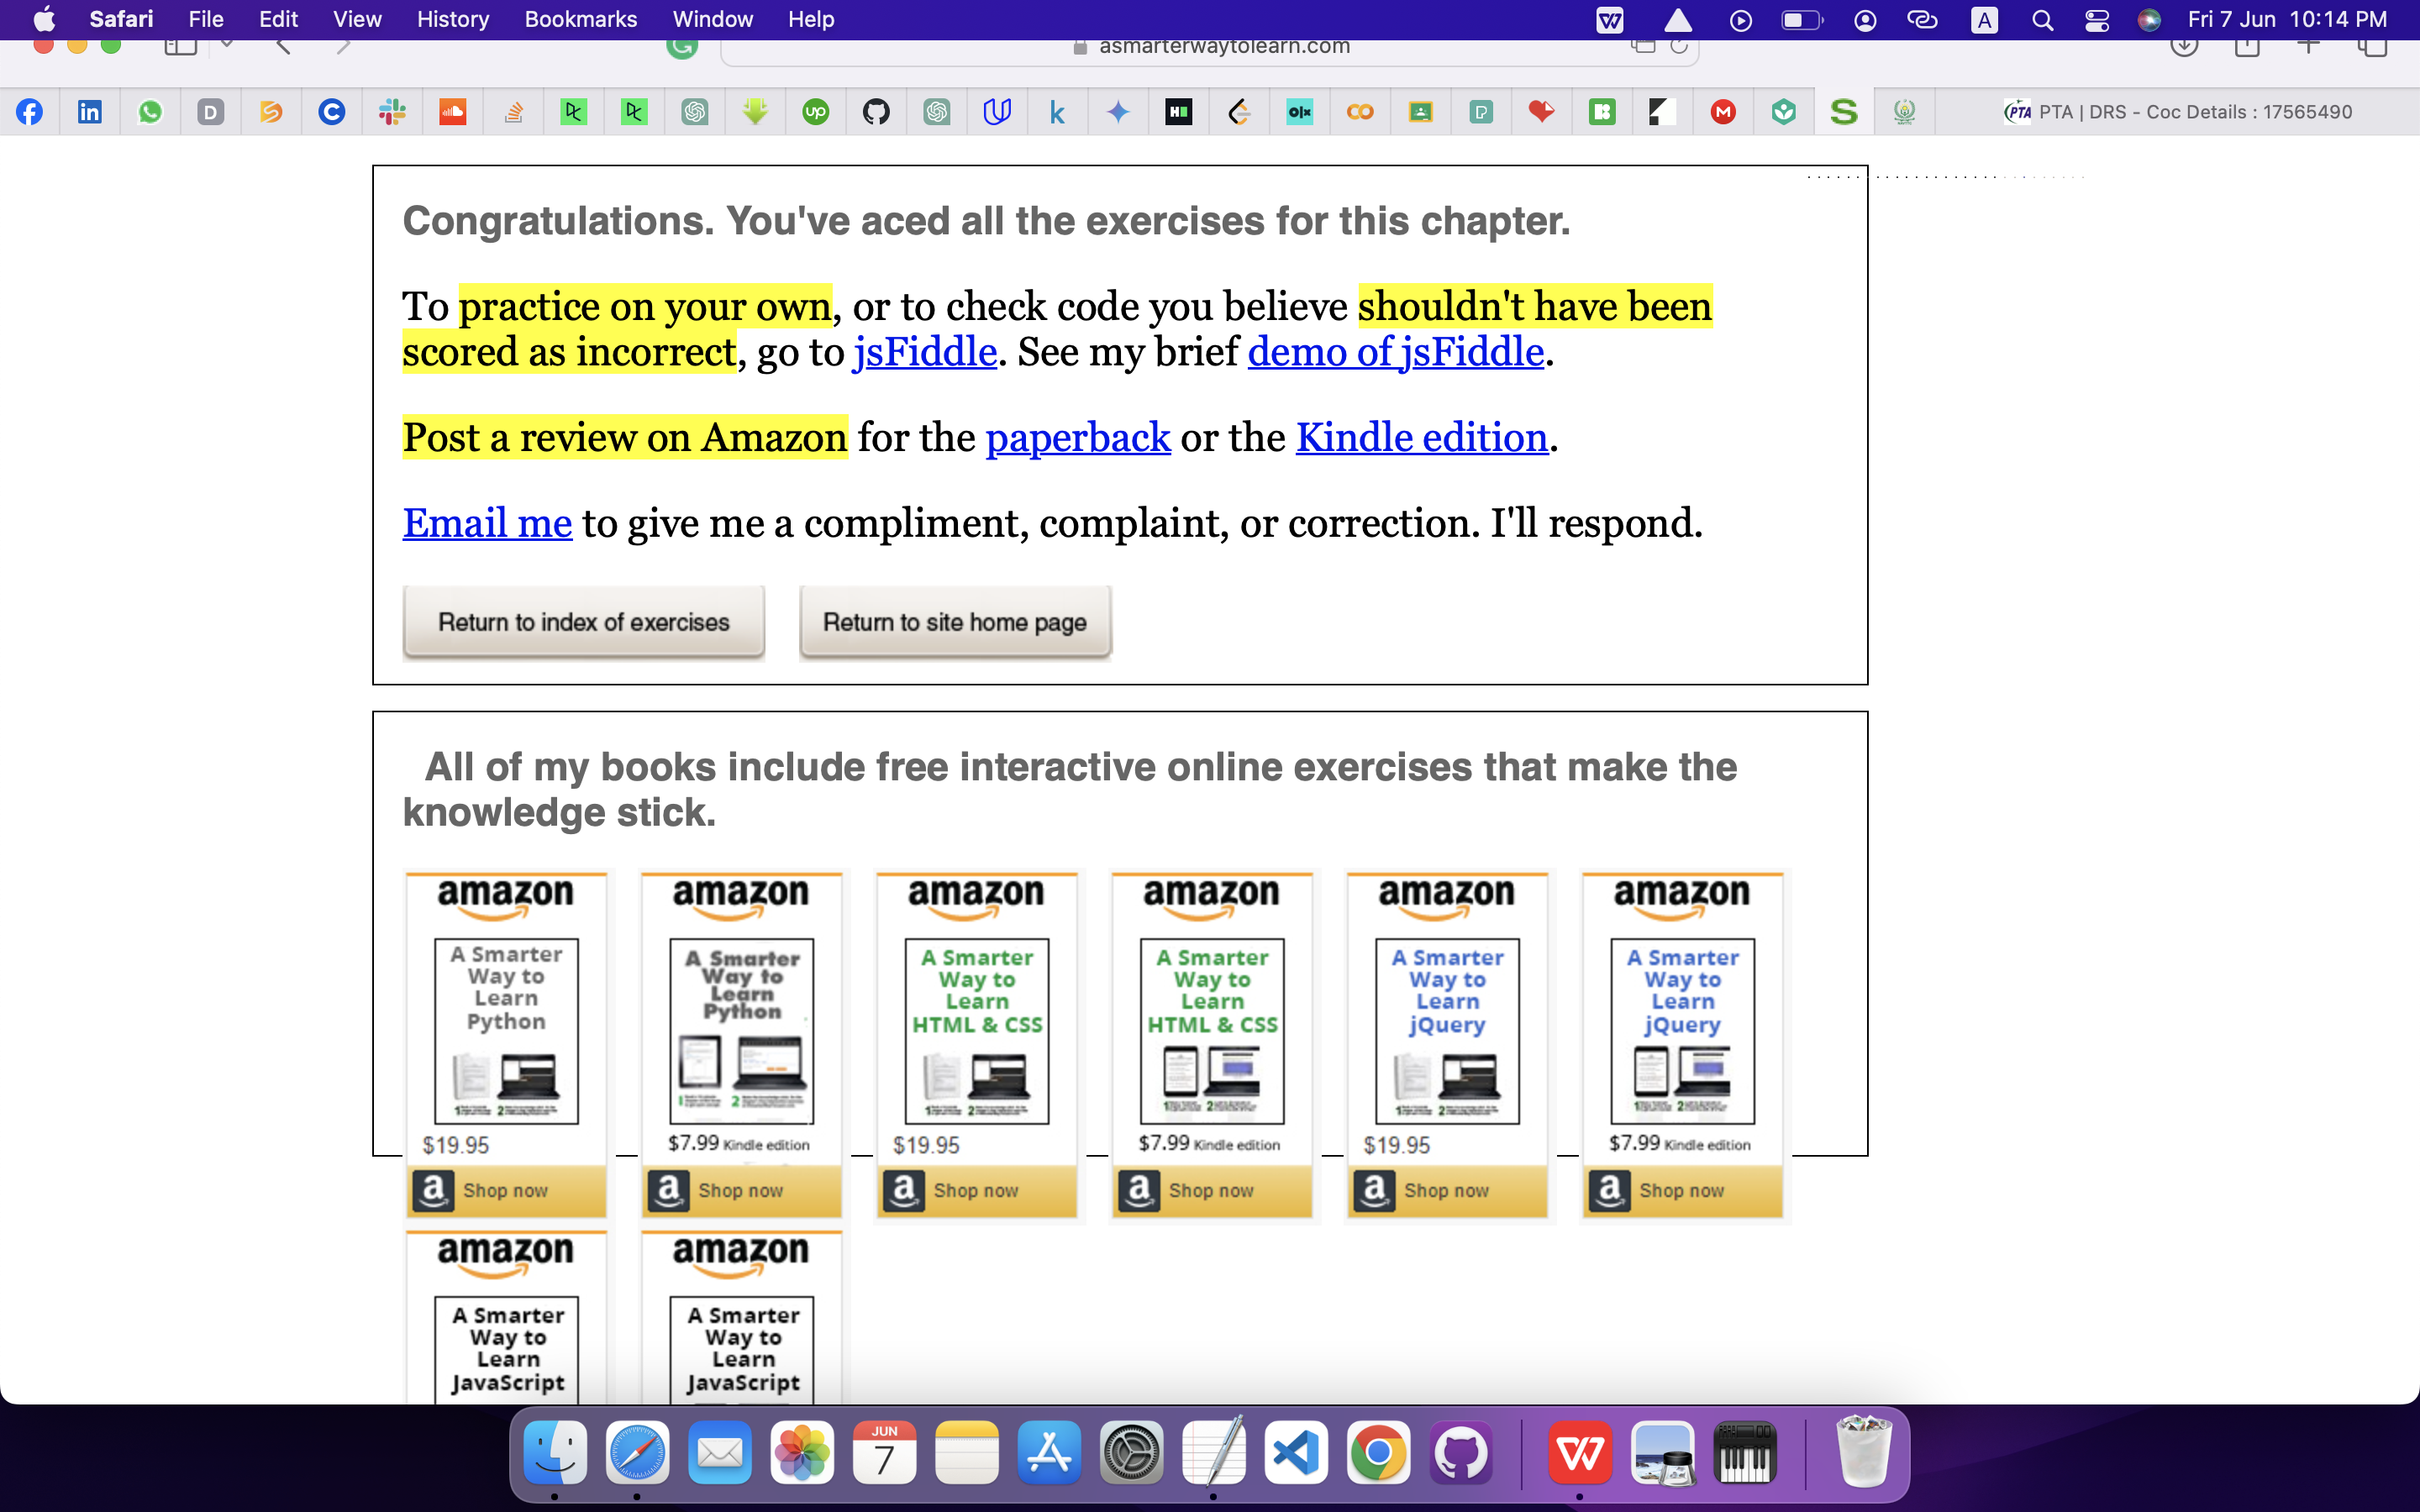 Safari File Edit View History Bookmarks Window Help
A
Fri 7 Jun 10:14 PM
asmarterwaytolearn.com
PTA PTA | DRS - Coc Details : 17565490
Congratulations. You've aced all the exercises for this chapter.
To practice on your own, or to check code you believe shouldn't have been
scored as incorrect, go to jsFiddle. See my brief demo of jsFiddle.
Post a review on Amazon for the paperback or the Kindle edition.
Email me to give me a compliment, complaint, or correction. I'll respond.
Return to index of exercises
Return to site home page
All of my books include free interactive online exercises that make the
knowledge stick.
amazon
A Smarter
Way to
Learn
Python
$19.95
a Shop now
amazon
A Smarter
Way to
Learn
Python
$7.99 Kindle edition
a Shop now
amazon
A Smarter
Way to
Learn
HTML & CSS
$19.95
a Shop now
amazon
A Smarter
Way to
Learn
HTML & CSS
$7.99 Kindle edition
a Shop now
amazon
A Smarter
Way to
Learn
jQuery
$19.95
a Shop now
amazon
A Smarter
Way to
Learn
jQuery
$7.99 Kindle edition
a Shop now
amazon
A Smarter
Way to
Learn
JavaScript
amazon
A Smarter
Way to
Learn
JavaScript
JUN
7